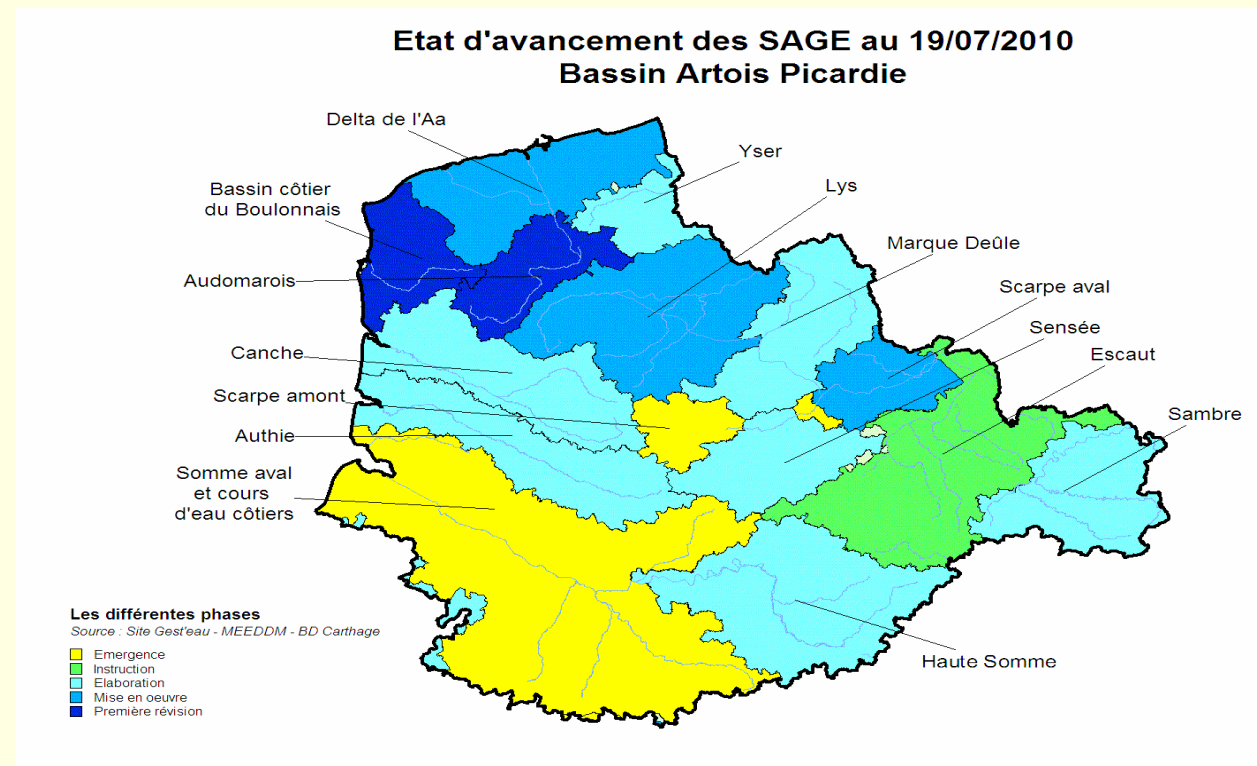 Etat d'avancement des SAGE au 19/07/2010
Bassin Artois Picardie
Delta de l'Aa
Yser
Bassin côtier
du Boulonnais
Lys
Marque Deûle
Audomarois
Scarpe aval
Sensée
Canche
Escaut
Scarpe amont
Sambre
Authie
Somme aval
et cours
d'eau côtiers
Les différentes phases
Source : Site Gest'eau - MEEDDM - BD Carthage
Emergence
Instruction
Elaboration
Mise en oeuvre
Première révision
Haute Somme